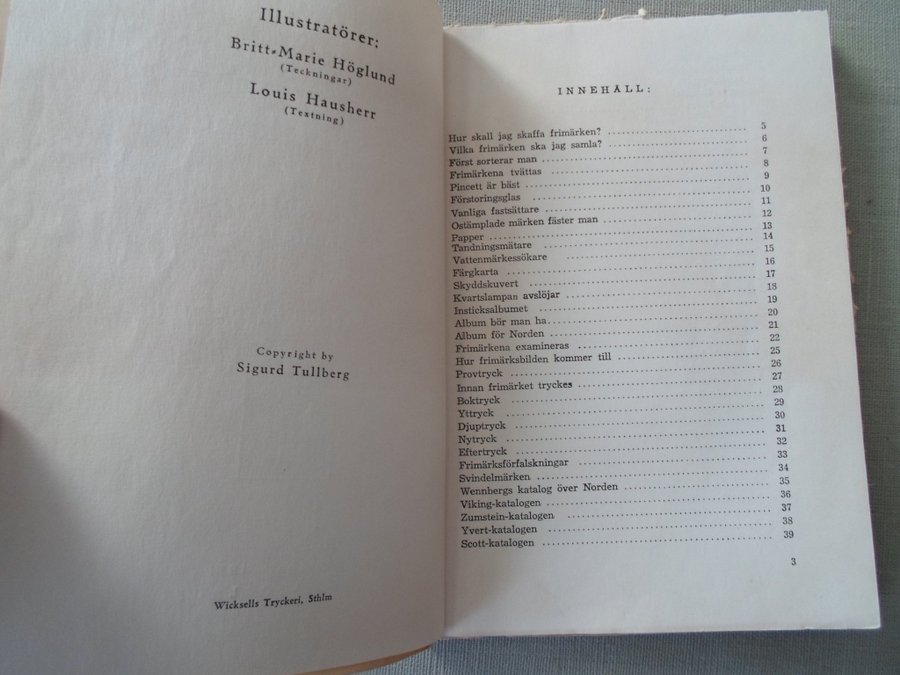 Illustratörer:
Britt-Marie Höglund
(Teckningar)
Louis Hausherr
(Textning)
Copyright by
Sigurd Tullberg
Wicksells Tryckeri, Sthlm
INNEHÅLL:
Hur skall jag skaffa frimärken? 5
Vilka frimärken ska jag samla? 6
Först sorterar man 7
Frimärkena tvättas 8
Pincett är bäst 9
Förstoringsglas 10
Vanliga fastsättare 11
Ostämplade märken fäster man 12
Papper 13
Tandningsmätare 14
Vattenmärkessökare 15
Färgkarta 16
Skyddskuvert 17
Kvartslampan avslöjar 18
Insticksalbumet 19
Album bör man ha 20
Album för Norden 21
Frimärkena examineras 22
Hur frimärksbilden kommer till 25
Provtryck 26
Innan frimärket tryckes 27
Boktryck 28
Yttryck 29
Djuptryck 30
Nytryck 31
Eftertryck 32
Frimärksförfalskningar 33
Svindelmärken 34
Wennbergs katalog över Norden 35
Viking-katalogen 36
Zumstein-katalogen 37
Yvert-katalogen 38
Scott-katalogen 39
3